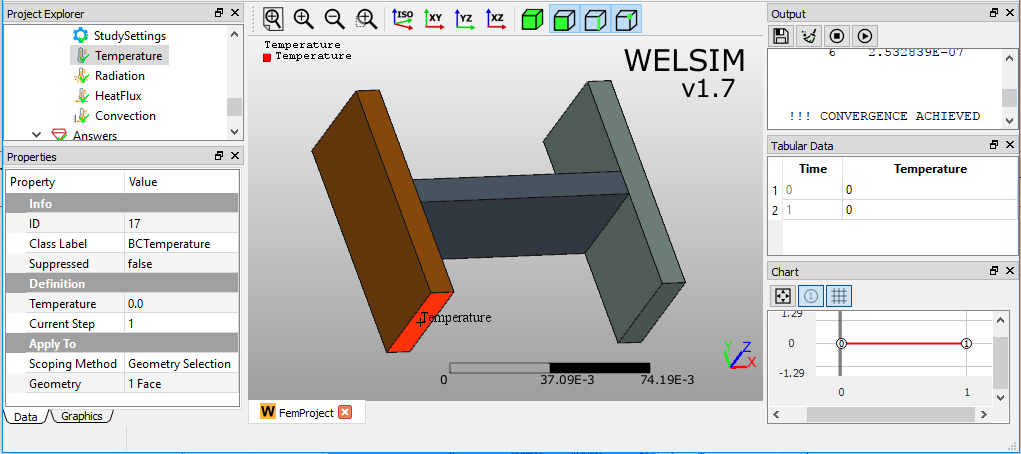 Project Explorer
StudySettings
Temperature
Radiation
HeatFlux
Convection
Answers
Properties
Property Value
Info
ID 17
Class Label BCTemperature
Suppressed false
Definition
Temperature 0.0
Current Step 1
Apply To
Scoping Method Geometry Selection
Geometry 1 Face
Data Graphics
ISO XY YZ XZ
Temperature
Temperature
WELSIM
v1.7
Temperature
0 37.09E-3 74.19E-3
Y Z X
W FemProject
Output
6 2.532839E-07
!!! CONVERGENCE ACHIEVED
Tabular Data
Time Temperature
1 0 0
2 1 0
Chart
1
1.29
0 0 1
-1.29
0 1